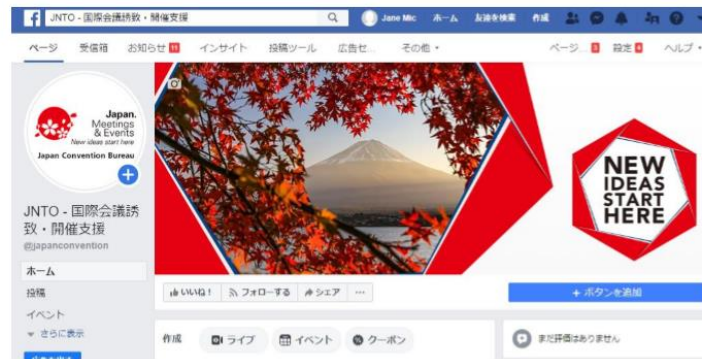 JNTO - 国際会議誘致・開催支援
Jane Mic ホーム 友達を検索 作成
ページ 受信箱 お知らせ 11 インサイト 投稿ツール 広告セ... その他 ページ... 3 設定 4 ヘルプ
Japan.
Meetings
& Events
New ideas start here
Japan Convention Bureau
NEW
IDEAS
START
HERE
JNTO - 国際会議誘
致・開催支援
@japanconvention
ホーム
投稿
イベント
さらに表示
いいね! フォローする シェア ...
+ ボタンを追加
作成 ライブ イベント クーポン
まだ評価はありません